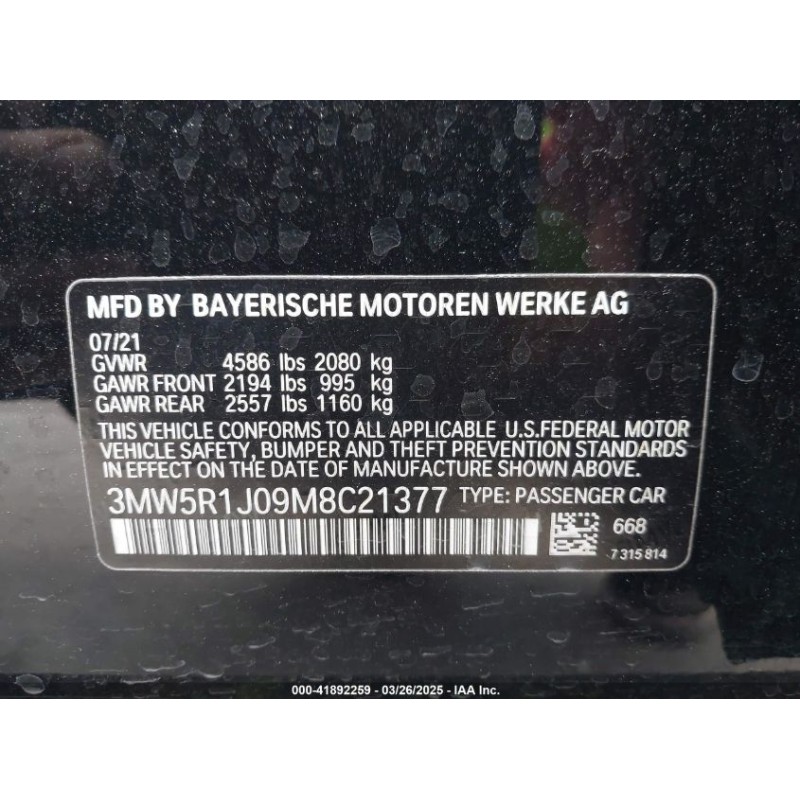 MFD BY BAYERISCHE MOTOREN WERKE AG
07/21
GVWR 4586 lbs 2080 kg
GAWR FRONT 2194 lbs 995 kg
GAWR REAR 2557 lbs 1160 kg
THIS VEHICLE CONFORMS TO ALL APPLICABLE U.S.FEDERAL MOTOR
VEHICLE SAFETY, BUMPER AND THEFT PREVENTION STANDARDS
IN EFFECT ON THE DATE OF MANUFACTURE SHOWN ABOVE.
3MW5R1J09M8C21377 TYPE: PASSENGER CAR
668
7 315 814
000-41892259 - 03/26/2025 - IAA Inc.